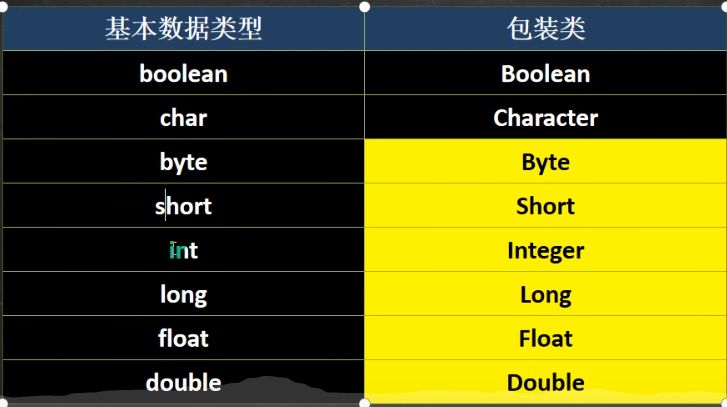 基本数据类型 包装类
boolean Boolean
char Character
byte Byte
short Short
int Integer
long Long
float Float
double Double